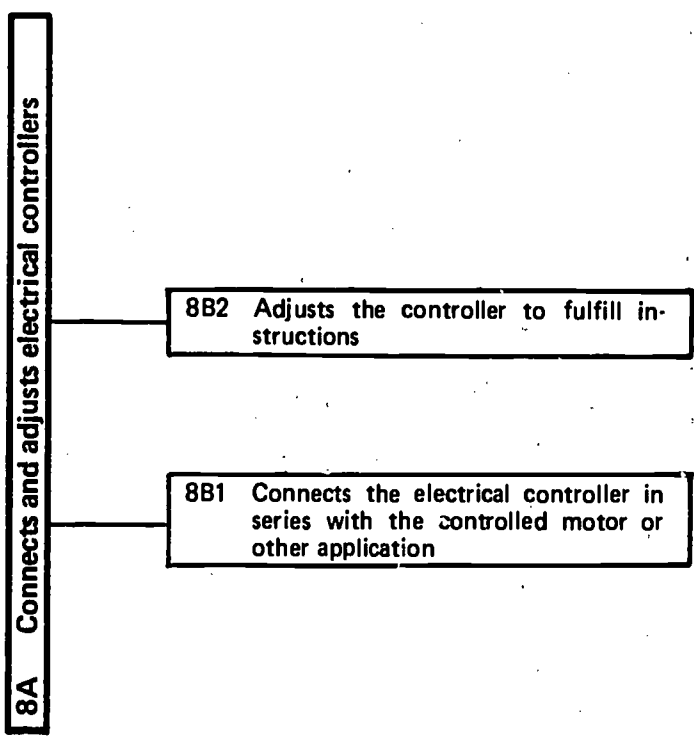 8A Connects and adjusts electrical controllers
8B2 Adjusts the controller to fulfill in-
structions
8B1 Connects the electrical controller in
series with the controlled motor or
other application